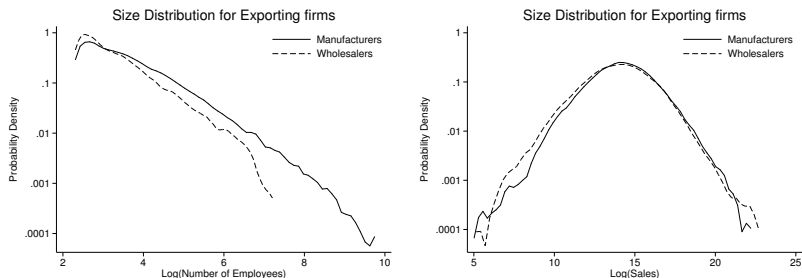 Size Distribution for Exporting firms
Manufacturers
Wholesalers
Probability Density
1
.1
.01
.001
.0001
2
4
6
8
10
Log(Number of Employees)
Size Distribution for Exporting firms
Manufacturers
Wholesalers
Probability Density
1
.1
.01
.001
.0001
5
10
15
20
25
Log(Sales)